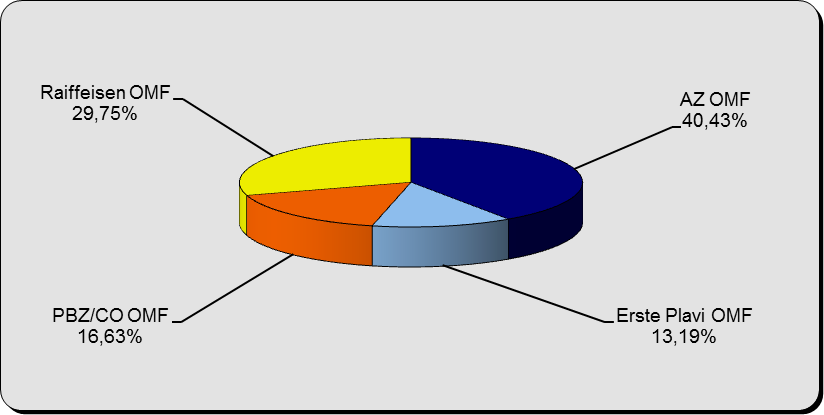 Raiffeisen OMF
29,75%
AZ OMF
40,43%
PBZ/CO OMF
16,63%
Erste Plavi OMF
13,19%